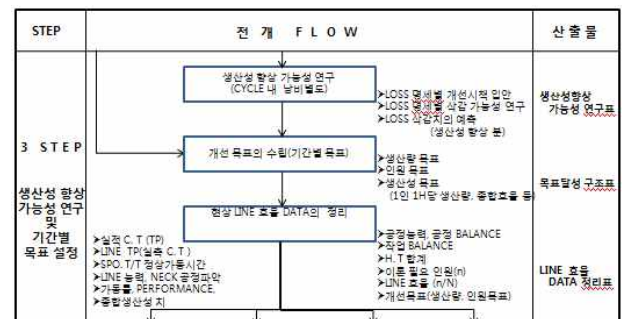 STEP
전 개 F L O W
산 출 물
3 STEP
생산성 향상
가능성 연구
및
기간별
목표 설정
생산성 향상 가능성 연구
(CYCLE 내 낭비별도)
➢LOSS 명세별 개선시책 입안
➢LOSS 명세별 삭감 가능성 연구
➢LOSS 삭감치의 예측
(생산성 향상 분)
생산성향상
가능성 연구표
개선 목표의 수립(기간별 목표)
➢생산량 목표
➢인원 목표
➢생산성 목표
(1인 1H당 생산량, 종합효율 등)
목표달성 구조표
현상 LINE 효율 DATA의 정리
➢실적 C. T (TP)
➢LINE TP(실측 C. T )
➢SPO. T/T 정상가동시간
➢LINE 능력, NECK 공정파악
➢가동률, PERFORMANCE,
➢종합생산성 치
➢공정능력, 공정 BALANCE
➢작업 BALANCE
➢H. T 합계
➢이론 필요 인원(n)
➢LINE 효율 (n/N)
➢개선목표(생산량, 인원목표)
LINE 효율
DATA 정리표